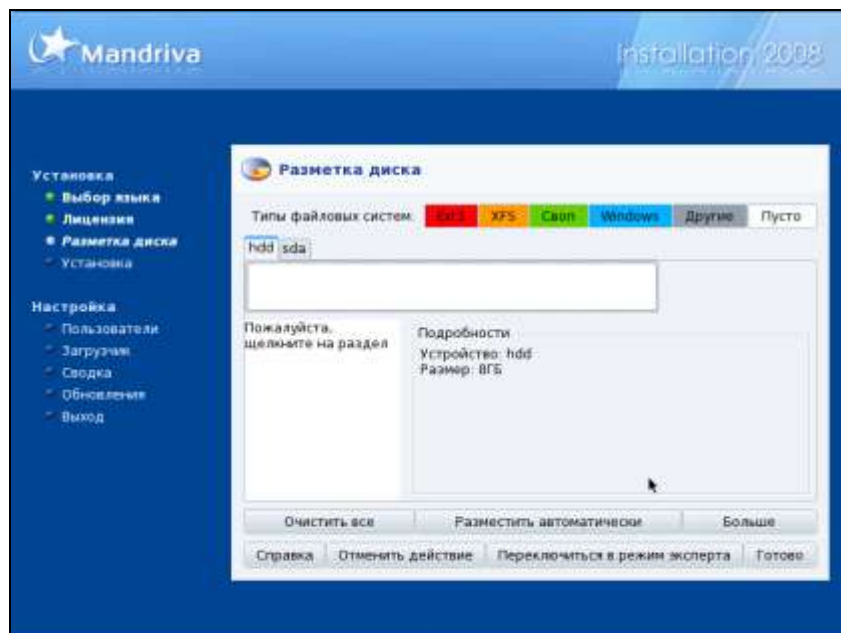 Mandriva
Installation 2008
Установка
Выбор языка
Лицензия
Разметка диска
Установка
Настройка
Пользователи
Загрузчик
Сводка
Обновления
Выход
Разметка диска
Типы файловых систем: Ext3 XFS Своп Windows Другие Пусто
hdd sda
Пожалуйста,
щелкните на раздел
Подробности
Устройство: hdd
Размер: 8ГБ
Очистить все Разместить автоматически Больше
Справка Отменить действие Переключиться в режим эксперта Готово